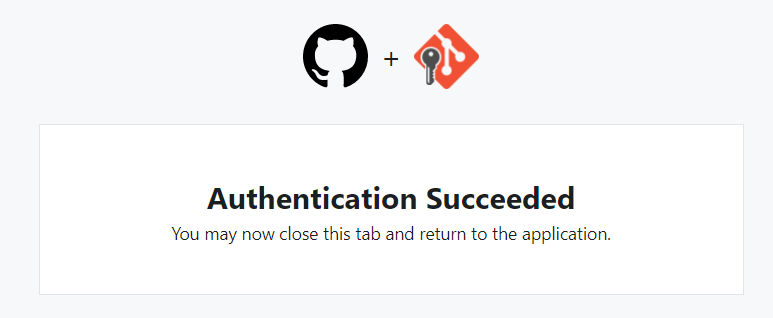 +
Authentication Succeeded
You may now close this tab and return to the application.